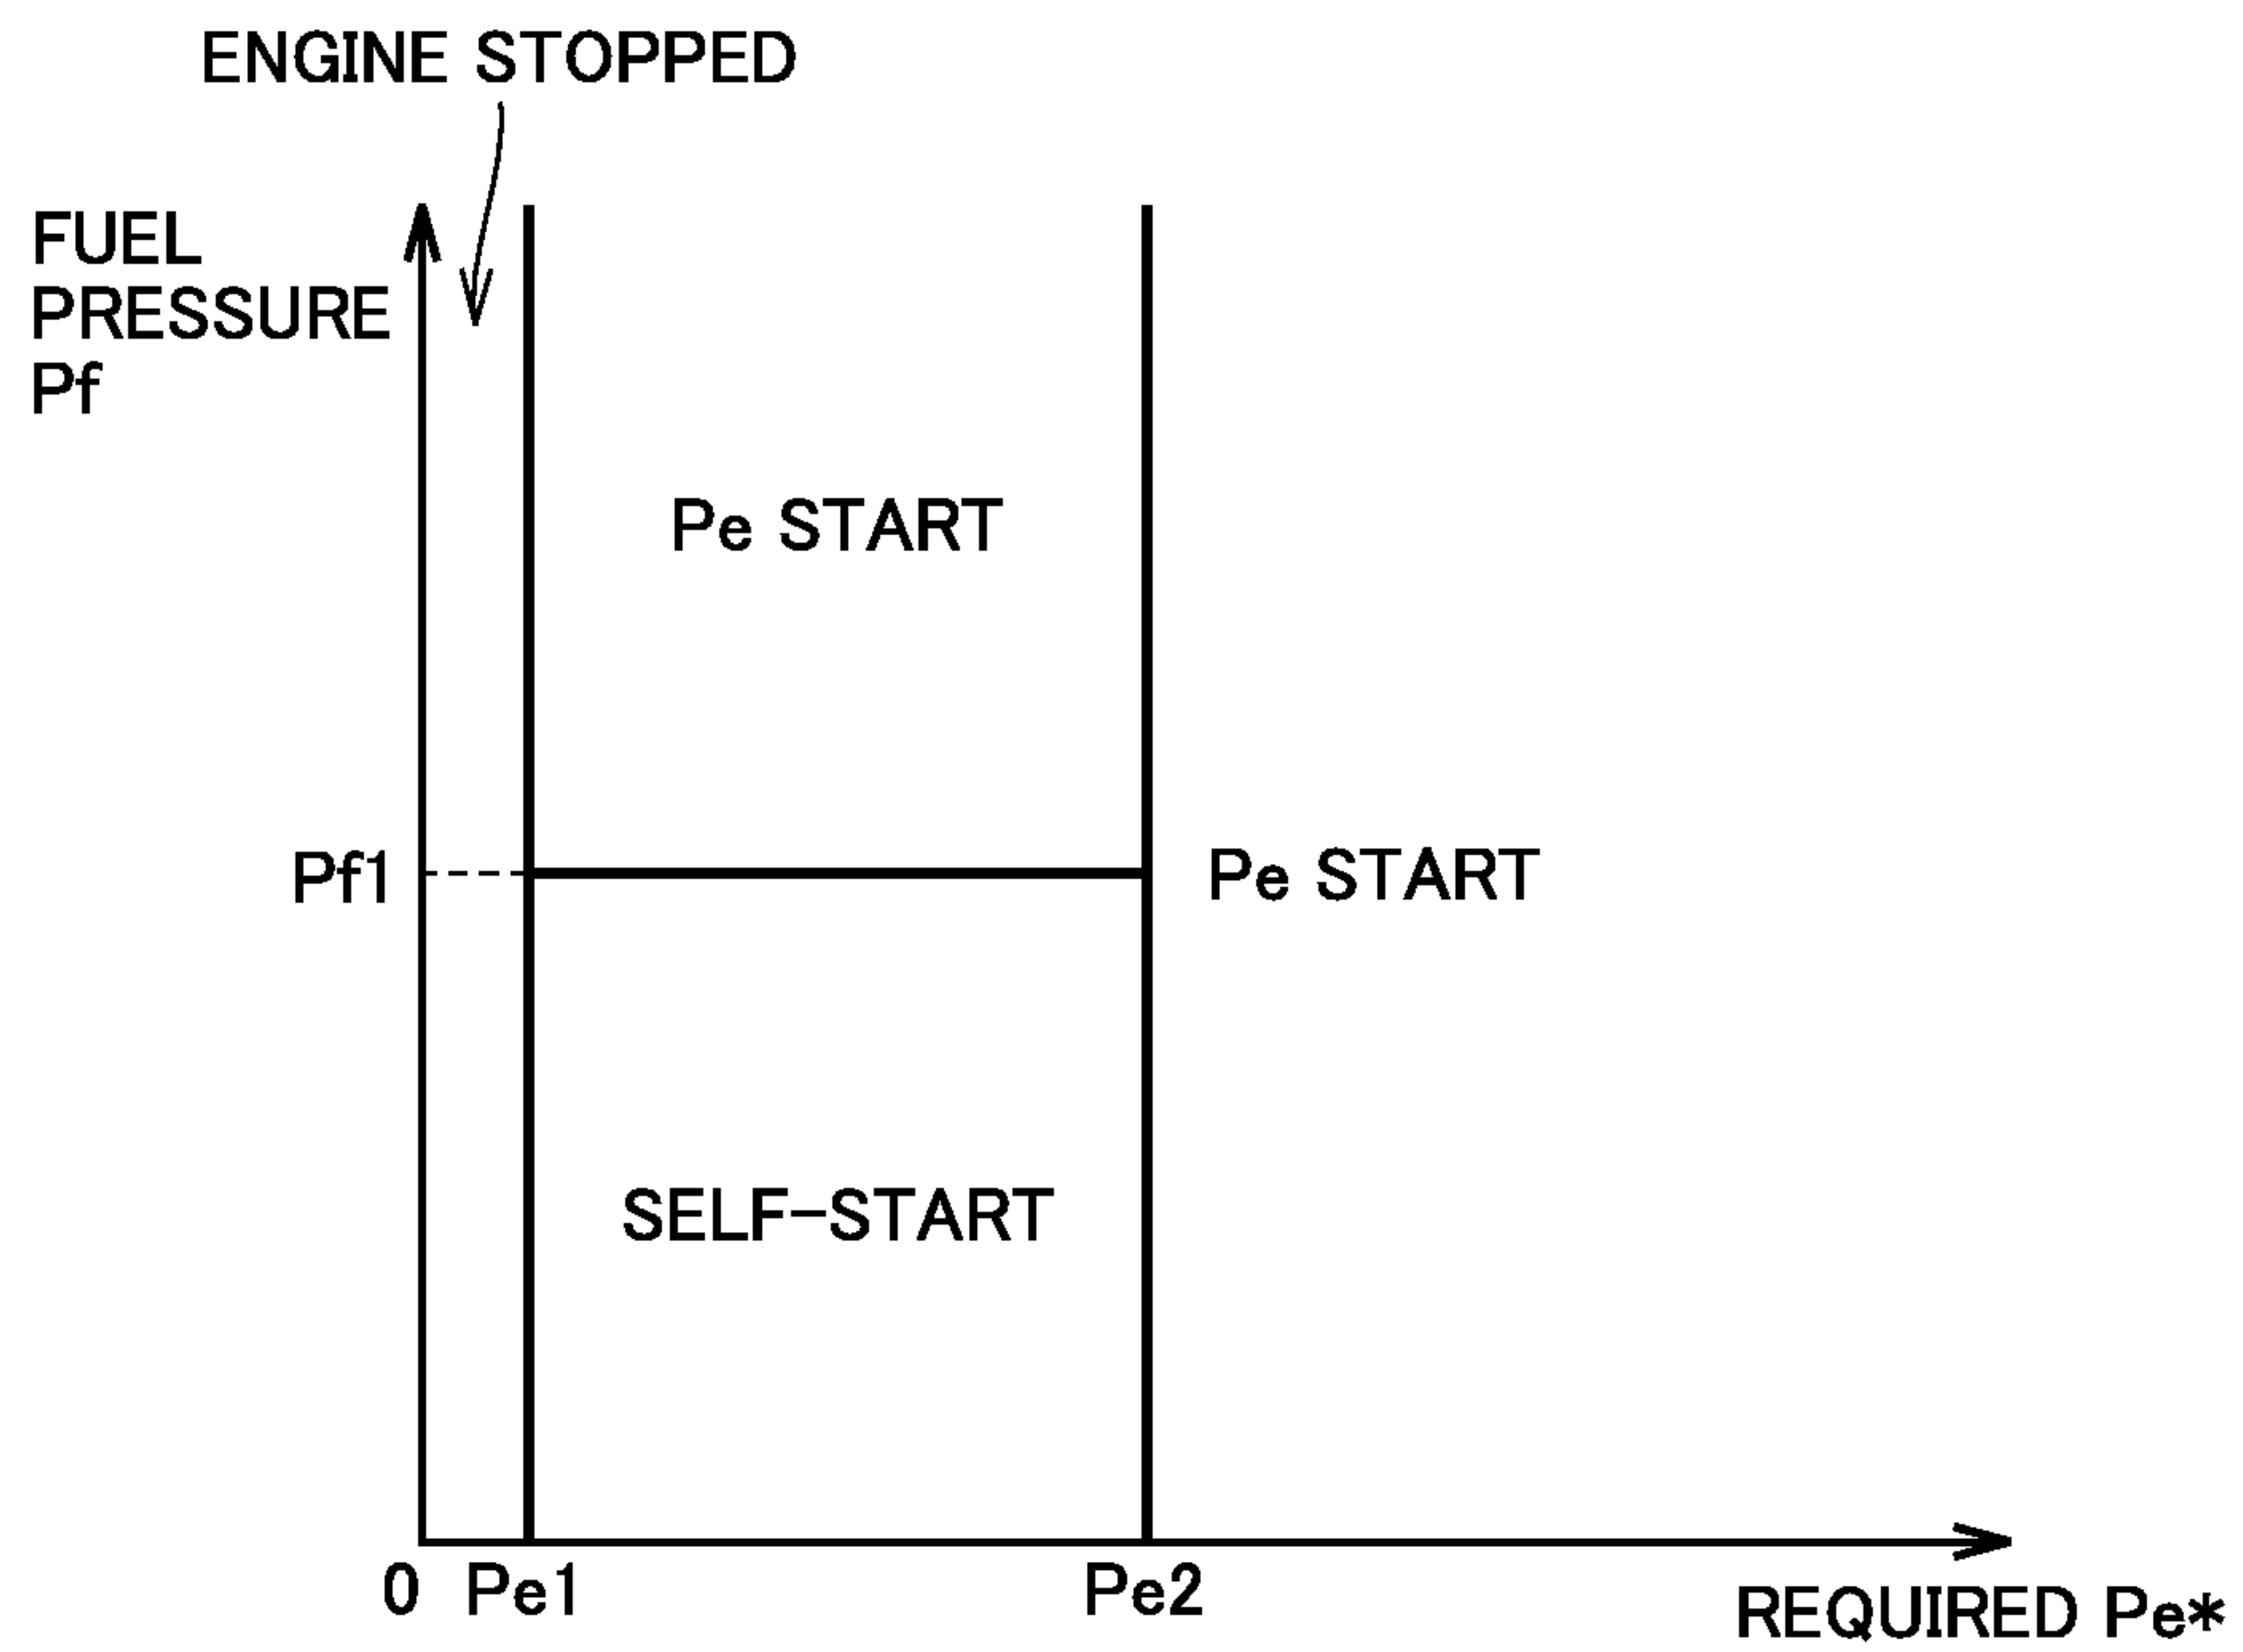 ENGINE STOPPED
FUEL
PRESSURE
Pf
Pe START
Pf1
Pe START
SELF-START
0
Pe1
Pe2
REQUIRED Pe*